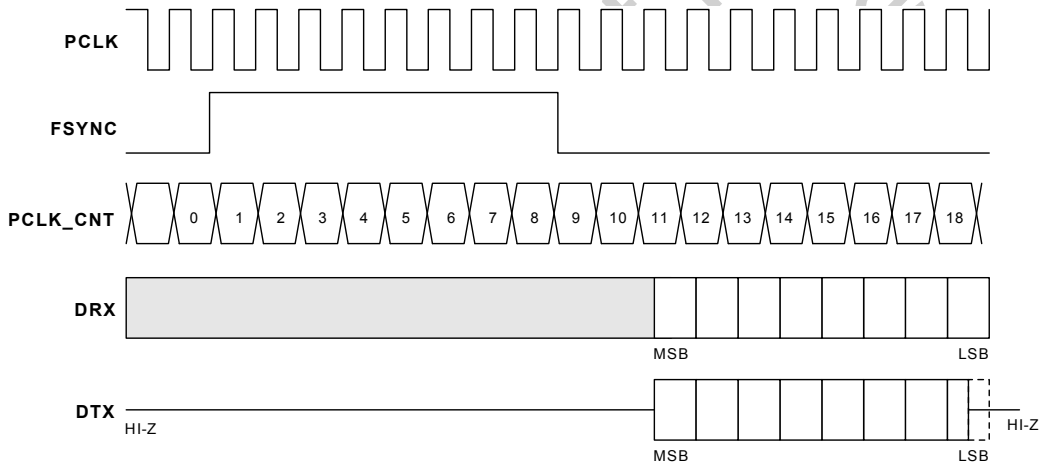 PCLK
FSYNC
PCLK_CNT 0 1 2 3 4 5 6 7 8 9 10 11 12 13 14 15 16 17 18
DRX
MSB LSB
DTX
HI-Z HI-Z
MSB LSB